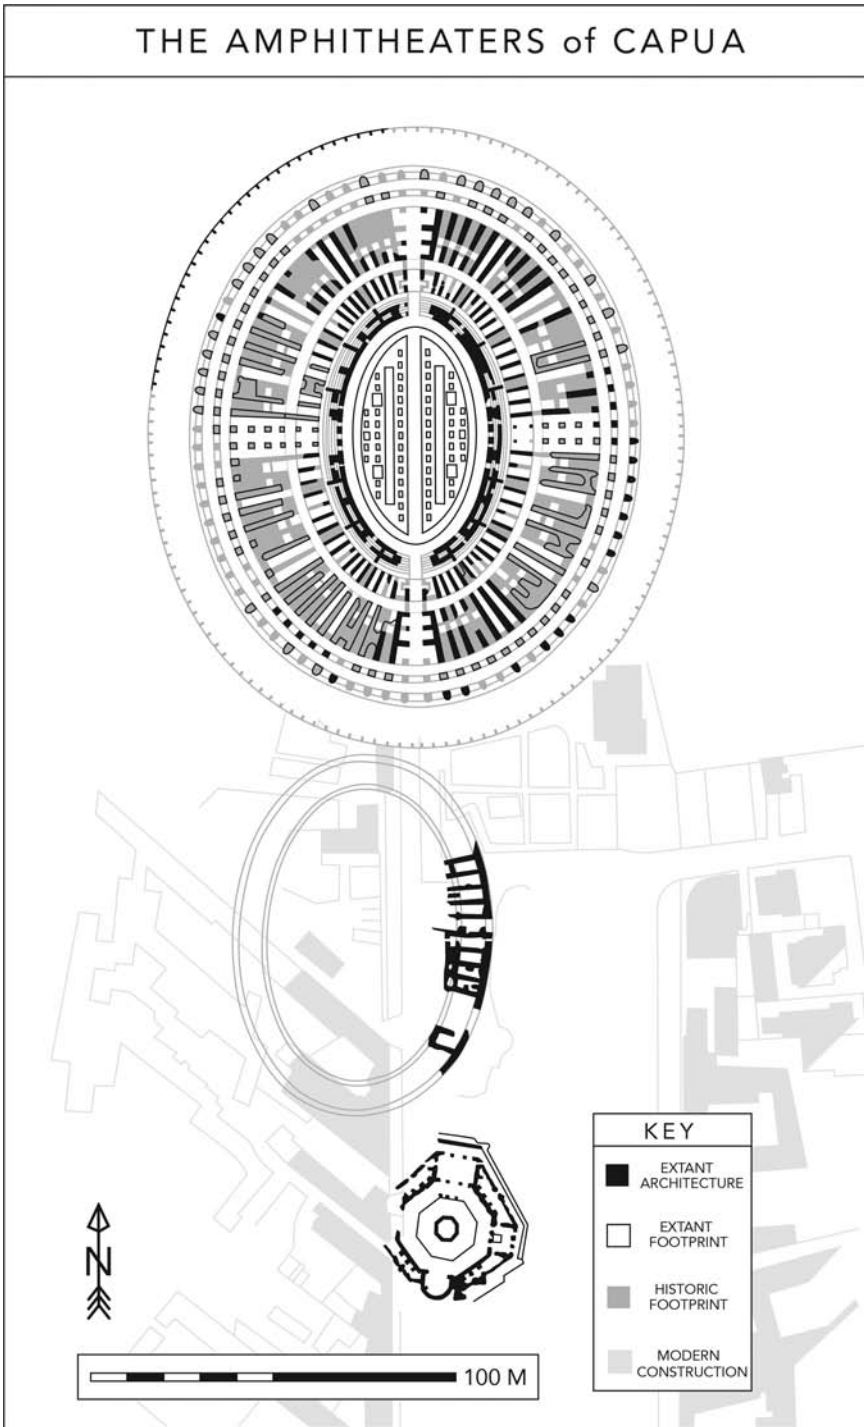 THE AMPHITHEATERS of CAPUA
KEY
EXTANT
ARCHITECTURE
EXTANT
FOOTPRINT
HISTORIC
FOOTPRINT
MODERN
CONSTRUCTION
N
100 M